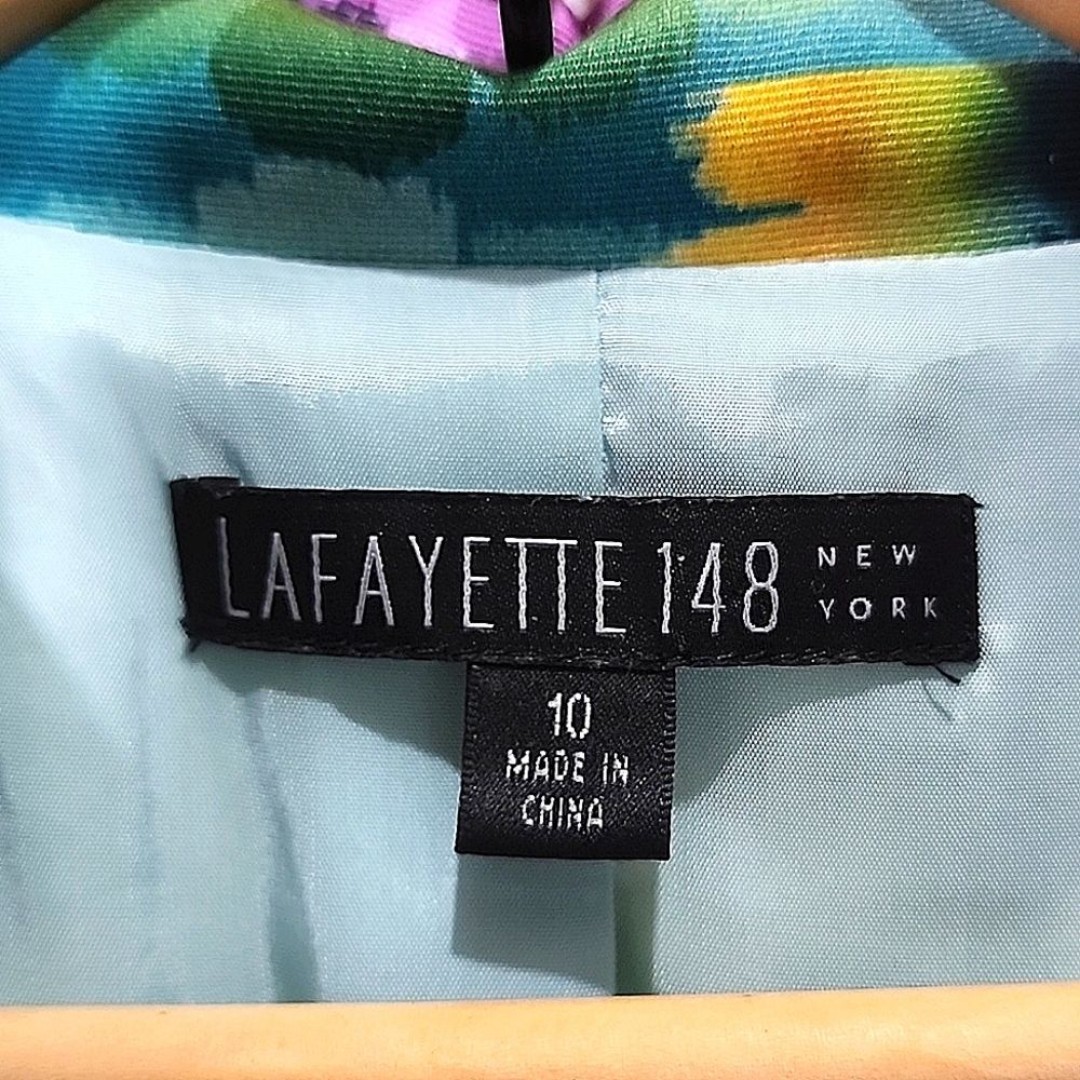 LAFAYETTE 148 NEW
YORK
10
MADE IN
CHINA